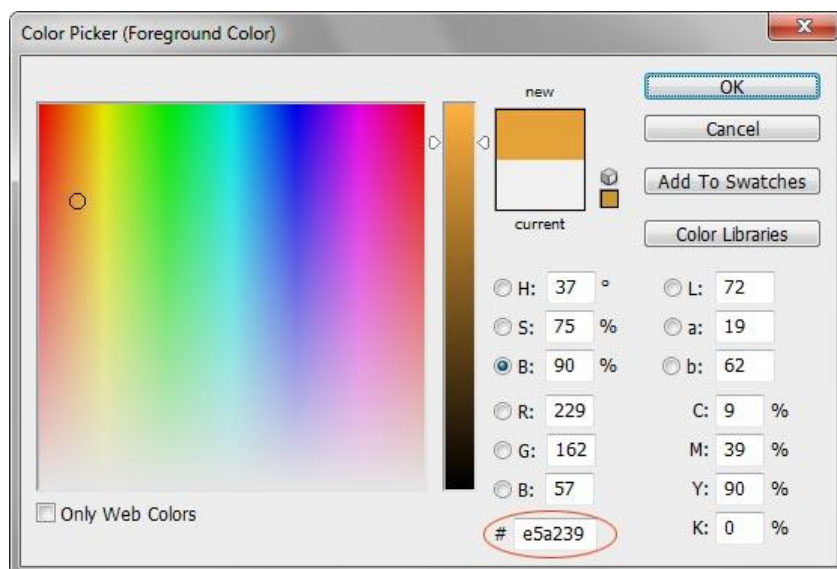 Color Picker (Foreground Color)
new
current
OK
Cancel
Add To Swatches
Color Libraries
H: 37 °
S: 75 %
B: 90 %
R: 229
G: 162
B: 57
# e5a239
L: 72
a: 19
b: 62
C: 9 %
M: 39 %
Y: 90 %
K: 0 %
Only Web Colors